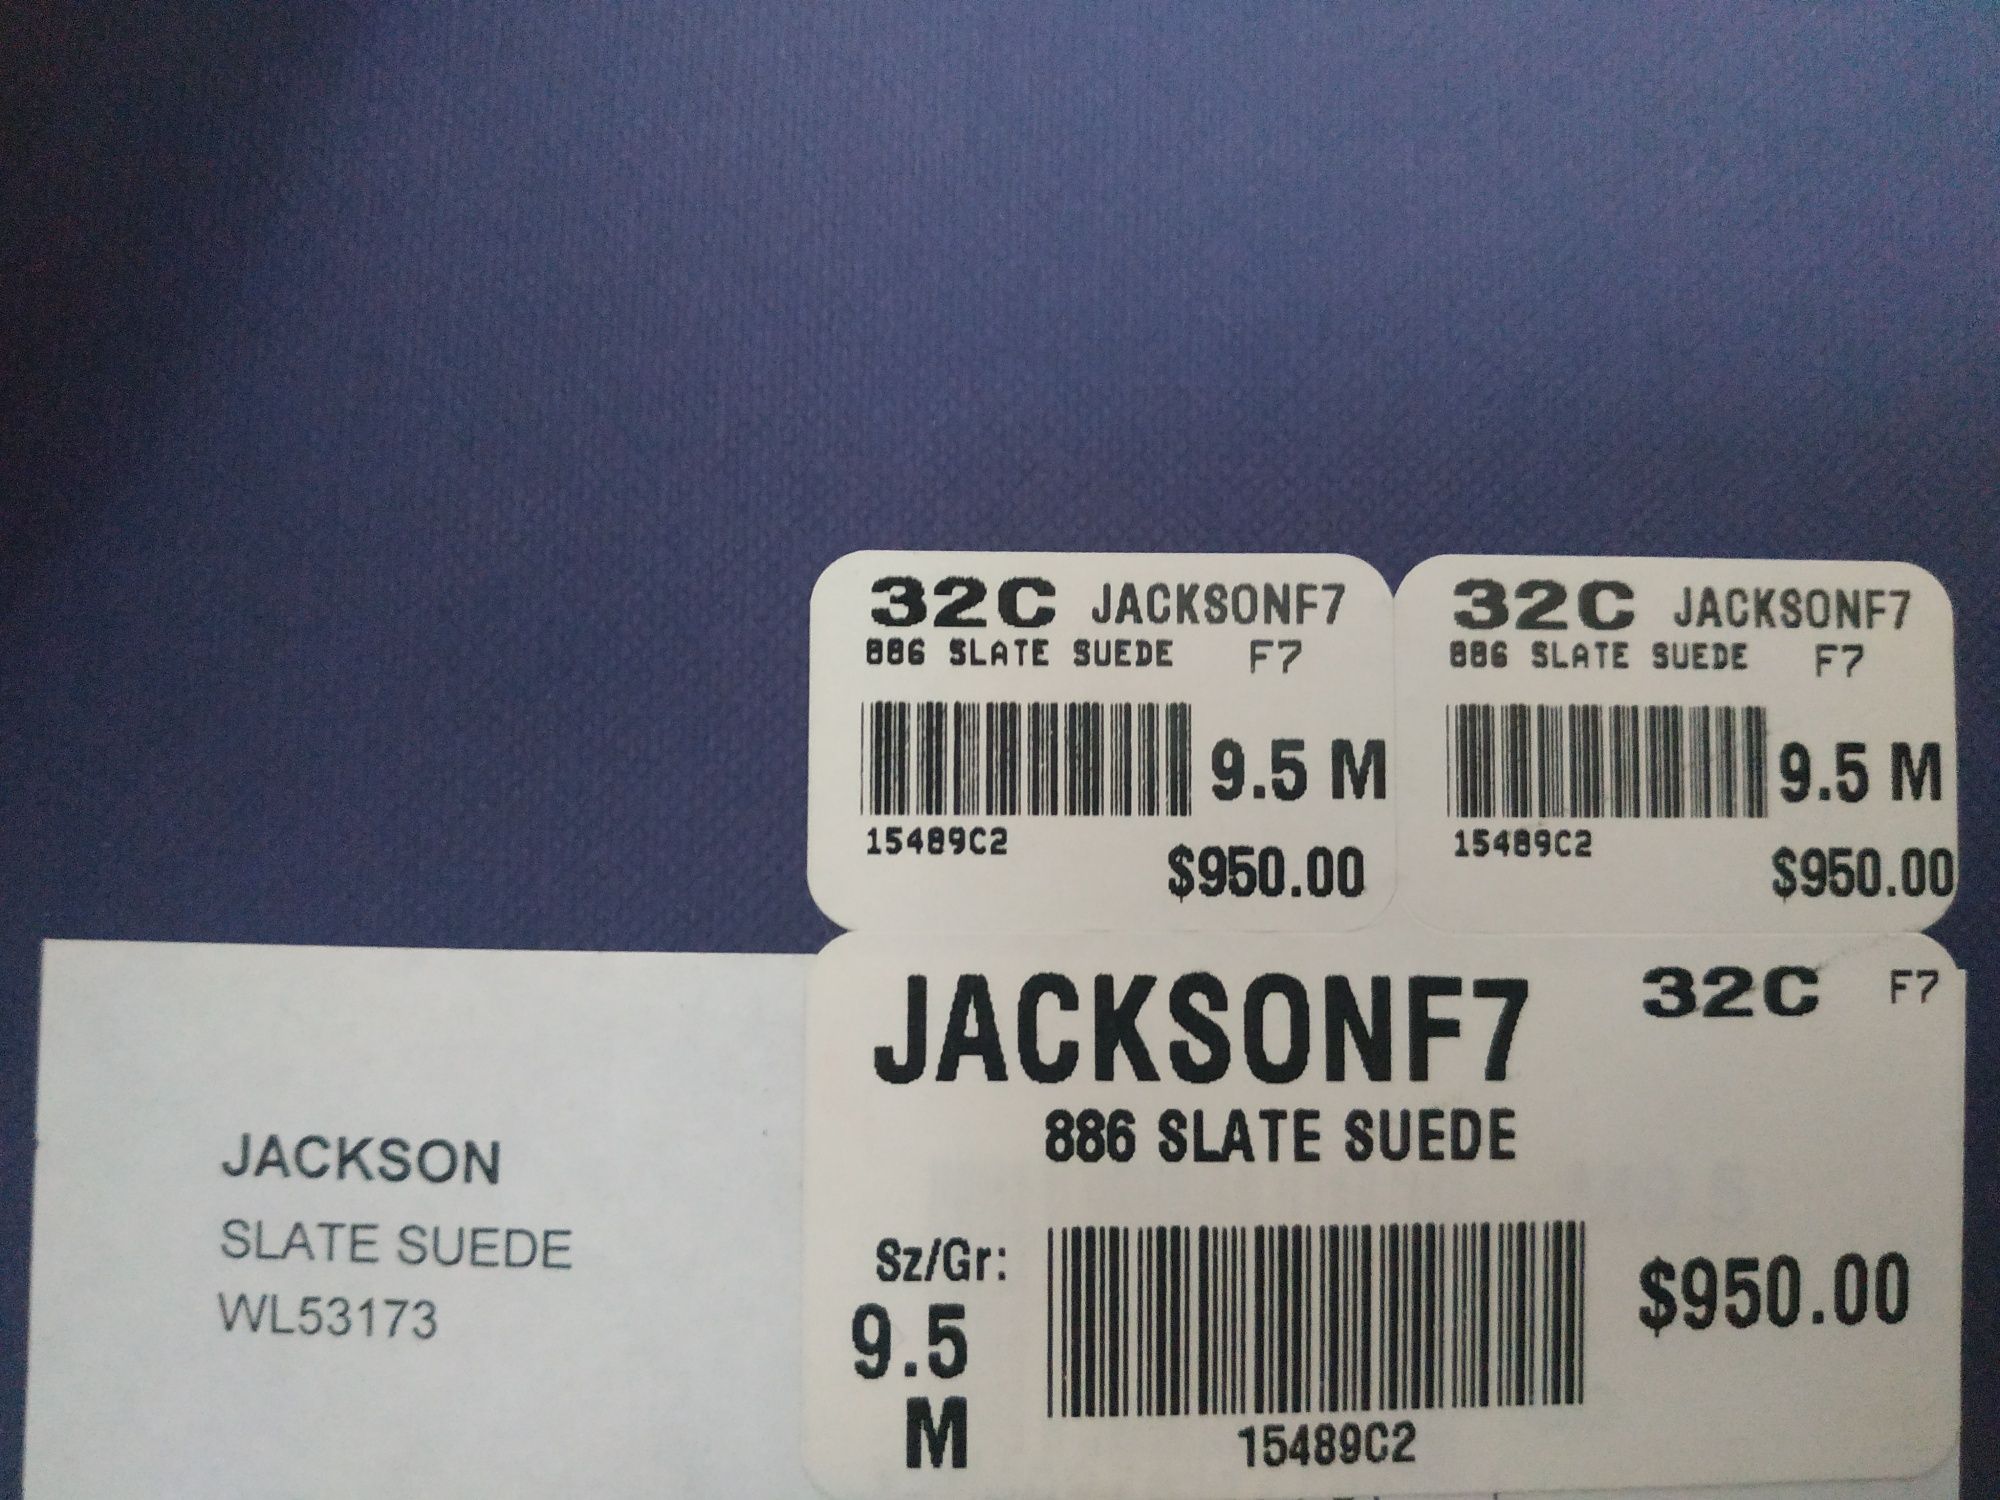 32C JACKSONF7
886 SLATE SUEDE F7
9.5 M
15489C2
$950.00
32C JACKSONF7
886 SLATE SUEDE F7
9.5 M
15489C2
$950.00
JACKSON
SLATE SUEDE
WL53173
JACKSONF7 32C F7
886 SLATE SUEDE
Sz/Gr:
9.5
M
$950.00
15489C2